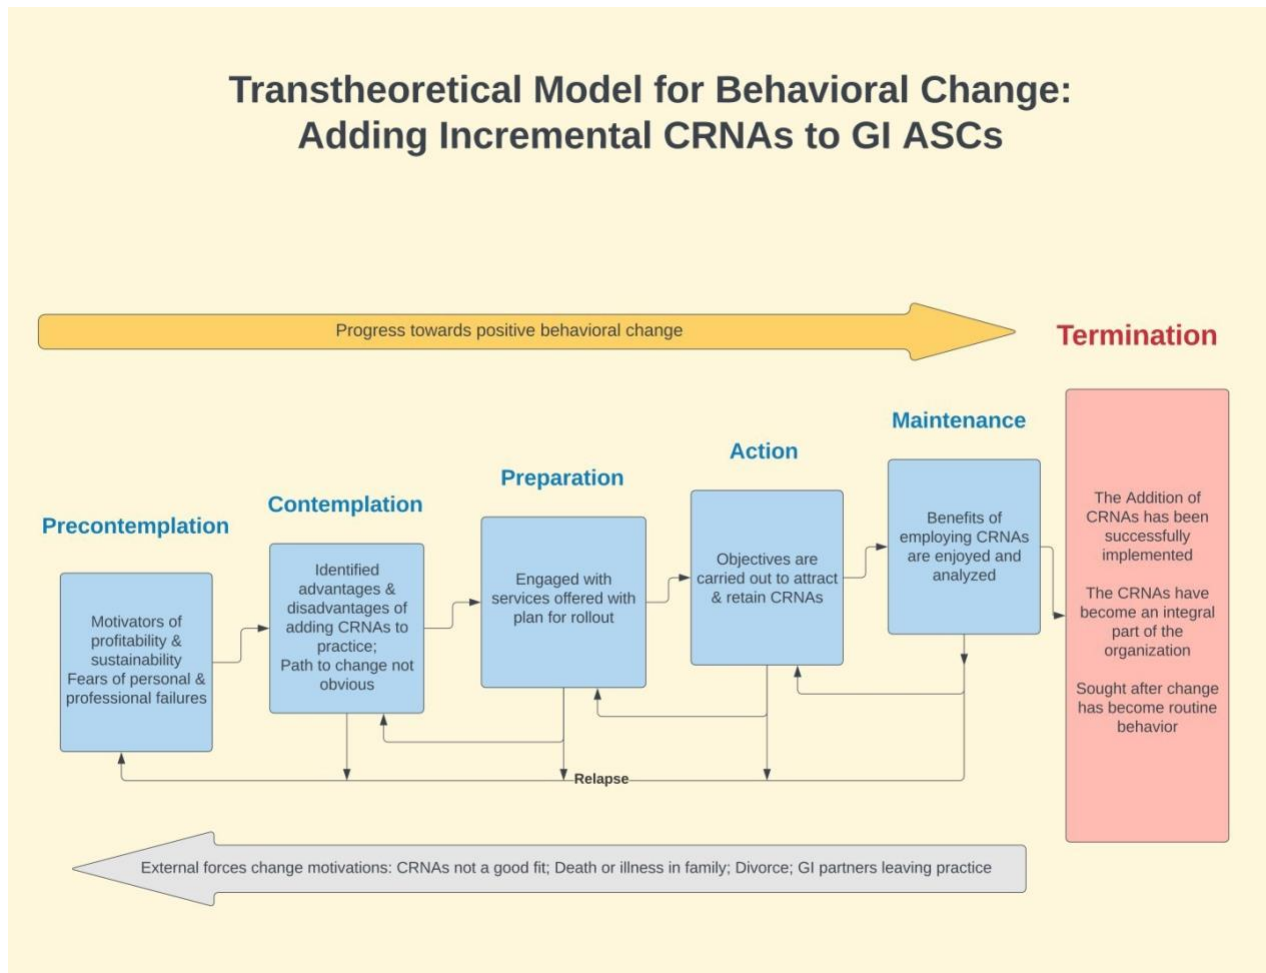 Transtheoretical Model for Behavioral Change:
Adding Incremental CRNAs to GI ASCs
Progress towards positive behavioral change
Termination
Maintenance
Action
Preparation
Contemplation
Precontemplation
Motivators of
profitability &
sustainability
Fears of personal &
professional failures
Identified
advantages &
disadvantages of
adding CRNAs to
practice;
Path to change not
obvious
Engaged with
services offered with
plan for rollout
Objectives are
carried out to attract
& retain CRNAs
Benefits of
employing CRNAs
are enjoyed and
analyzed
The Addition of
CRNAs has been
successfully
implemented
The CRNAs have
become an integral
part of the
organization
Sought after change
has become routine
behavior
Relapse
External forces change motivations: CRNAs not a good fit; Death or illness in family; Divorce; GI partners leaving practice